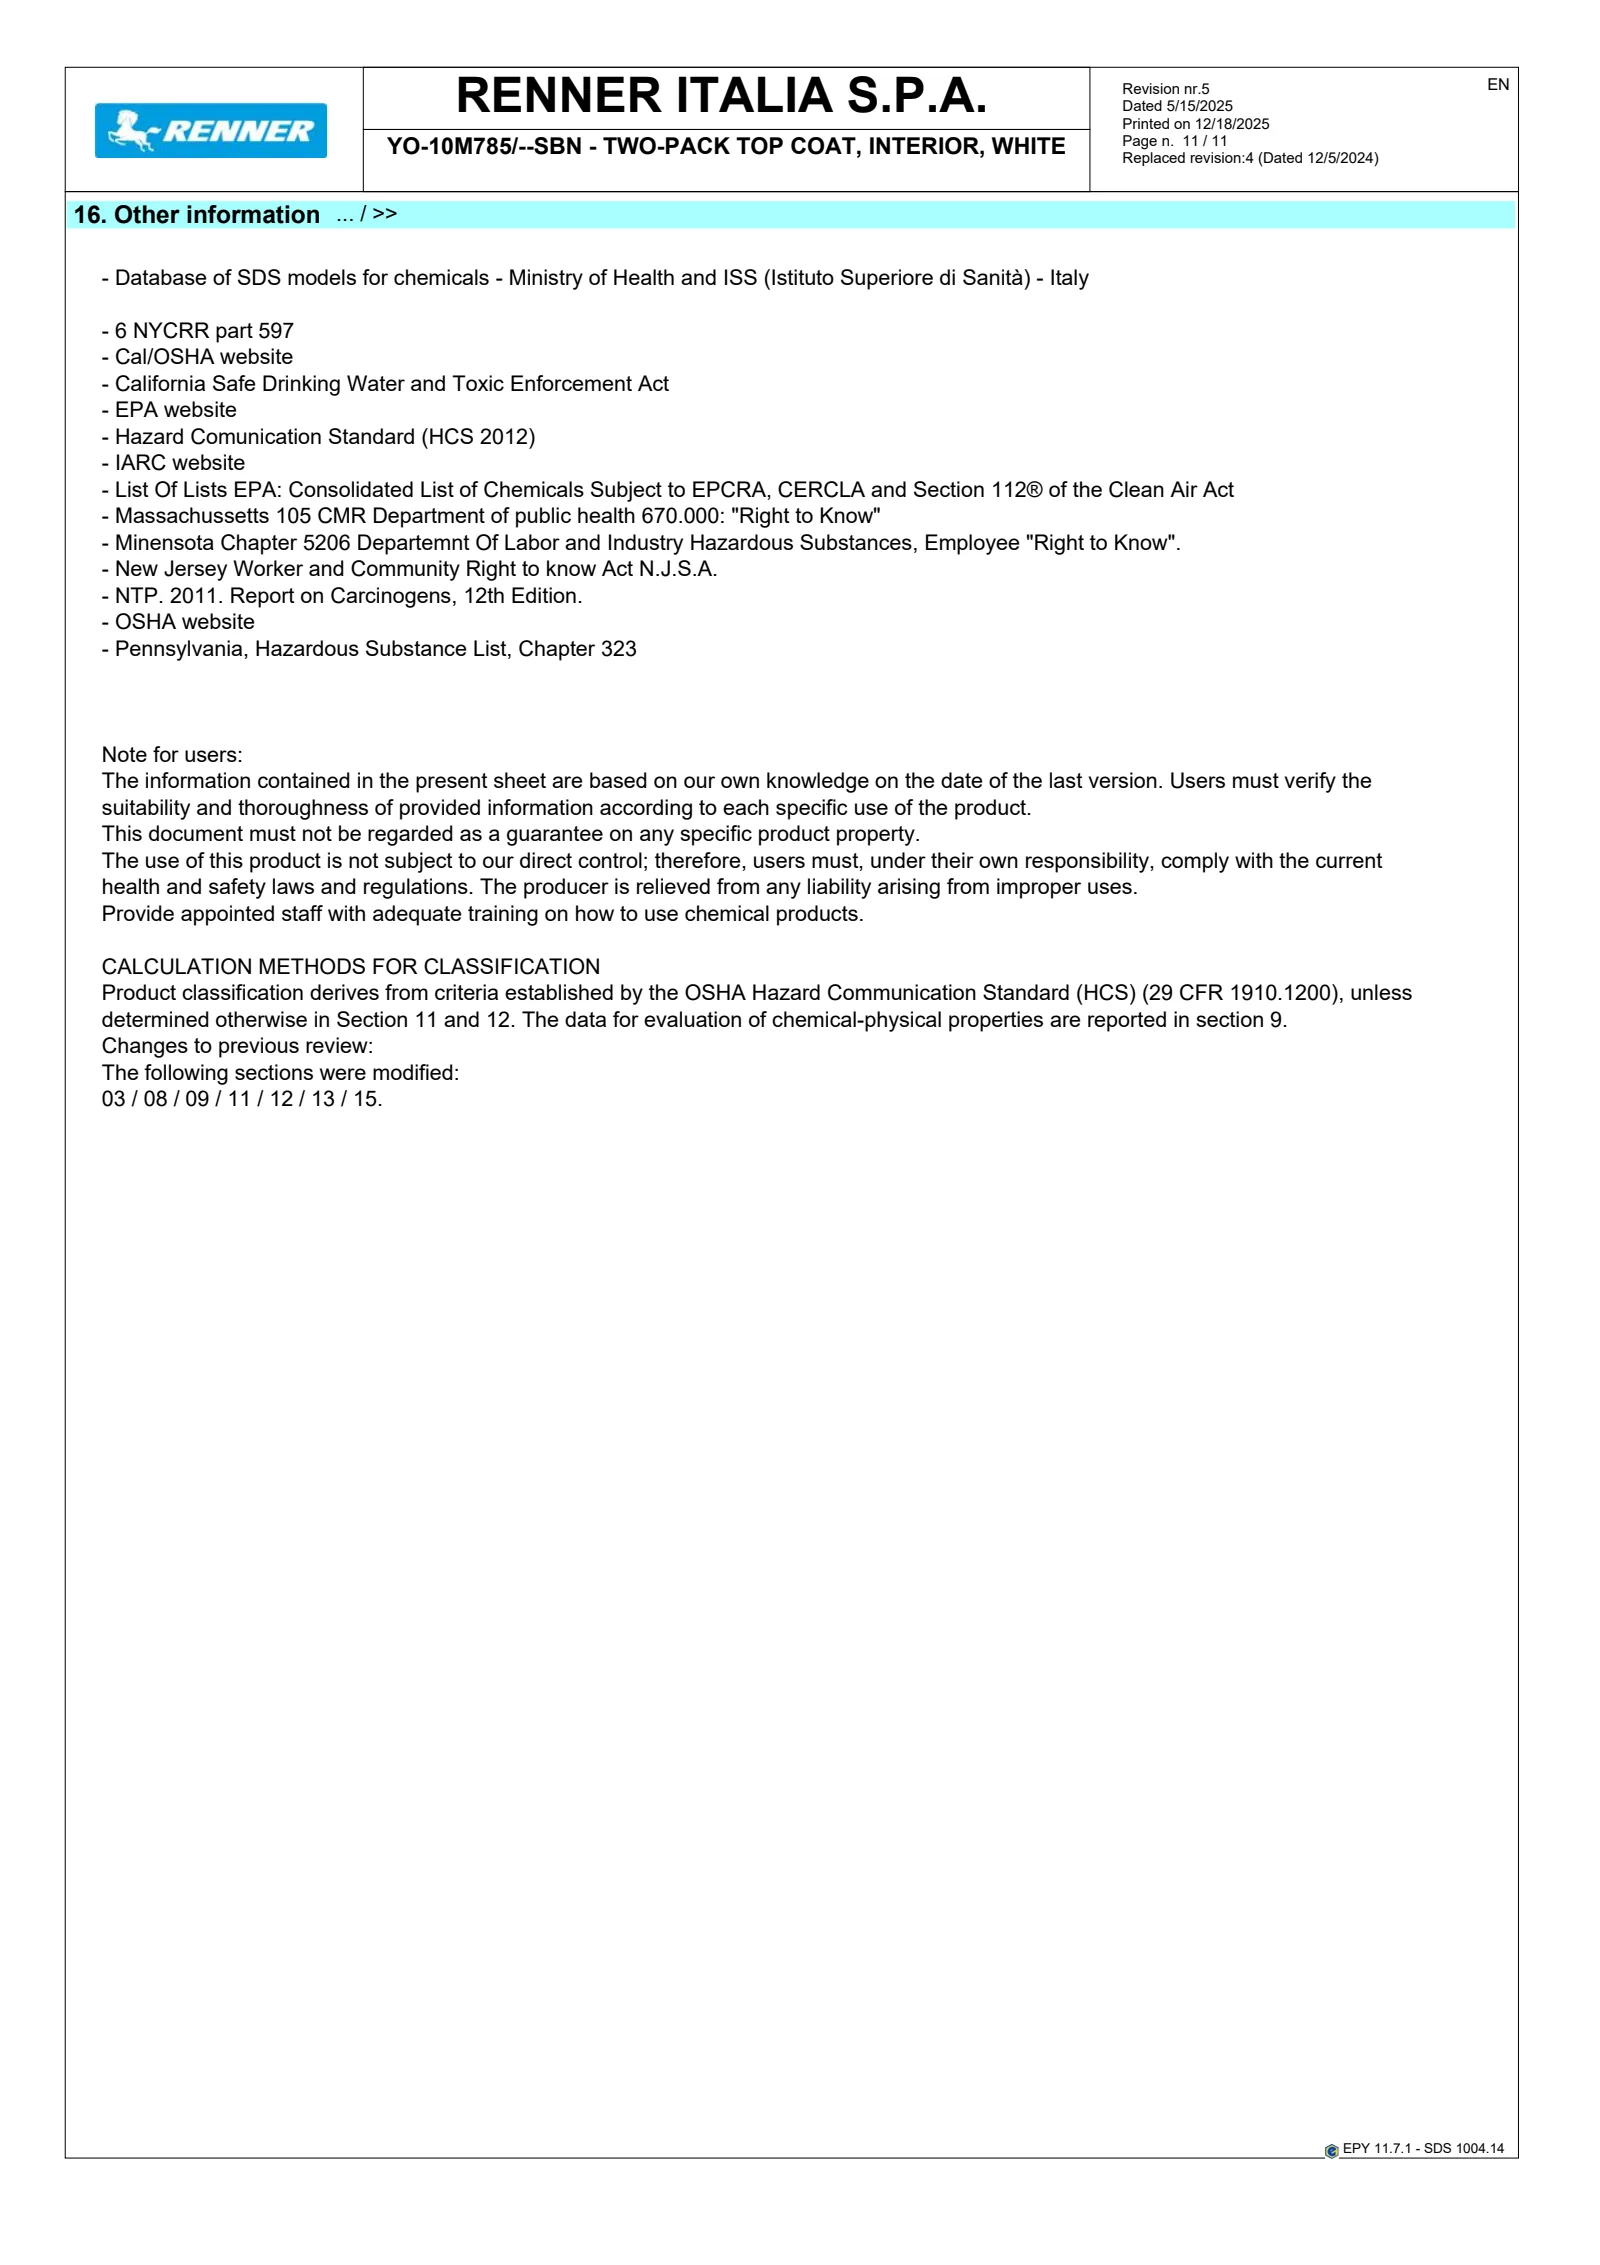 RENNER
RENNER ITALIA S.P.A.
YO-10M785/--SBN - TWO-PACK TOP COAT, INTERIOR, WHITE
Revision nr.5
Dated 5/15/2025
Printed on 12/18/2025
Page n. 11 / 11
Replaced revision:4 (Dated 12/5/2024)
EN
16. Other information ... / >>
- Database of SDS models for chemicals - Ministry of Health and ISS (Istituto Superiore di Sanità) - Italy
- 6 NYCRR part 597
- Cal/OSHA website
- California Safe Drinking Water and Toxic Enforcement Act
- EPA website
- Hazard Comunication Standard (HCS 2012)
- IARC website
- List Of Lists EPA: Consolidated List of Chemicals Subject to EPCRA, CERCLA and Section 112® of the Clean Air Act
- Massachussetts 105 CMR Department of public health 670.000: "Right to Know"
- Minensota Chapter 5206 Departemnt Of Labor and Industry Hazardous Substances, Employee "Right to Know".
- New Jersey Worker and Community Right to know Act N.J.S.A.
- NTP. 2011. Report on Carcinogens, 12th Edition.
- OSHA website
- Pennsylvania, Hazardous Substance List, Chapter 323
Note for users:
The information contained in the present sheet are based on our own knowledge on the date of the last version. Users must verify the
suitability and thoroughness of provided information according to each specific use of the product.
This document must not be regarded as a guarantee on any specific product property.
The use of this product is not subject to our direct control; therefore, users must, under their own responsibility, comply with the current
health and safety laws and regulations. The producer is relieved from any liability arising from improper uses.
Provide appointed staff with adequate training on how to use chemical products.
CALCULATION METHODS FOR CLASSIFICATION
Product classification derives from criteria established by the OSHA Hazard Communication Standard (HCS) (29 CFR 1910.1200), unless
determined otherwise in Section 11 and 12. The data for evaluation of chemical-physical properties are reported in section 9.
Changes to previous review:
The following sections were modified:
03 / 08 / 09 / 11 / 12 / 13 / 15.
EPY 11.7.1 - SDS 1004.14